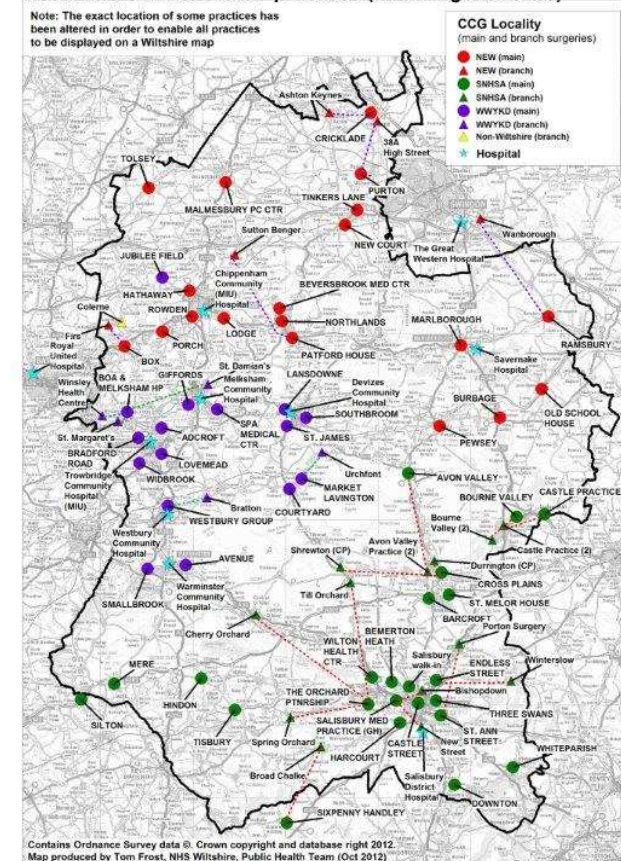 Note: The exact location of some practices has
been altered in order to enable all practices
to be displayed on a Wiltshire map
CCG Locality
(main and branch surgeries)
NEW (main)
NEW (branch)
SNHSA (main)
SNHSA (branch)
WWYKD (main)
WWYKD (branch)
Non-Wiltshire (branch)
Hospital
Ashton Keynes
CRICKLADE
38A
High Street
TOLSEY
MALMESBURY PC CTR
TINKERS LANE
PURTON
SWINDON
Sutton Benger
NEW COURT
The Great
Western Hospital
Wanborough
JUBILEE FIELD
HATHAWAY
Chippenham
Community
(MIU)
Hospital
BEVERSBROOK MED CTR
Colerne
ROWDEN
LODGE
NORTHLANDS
MARLBOROUGH
PORCH
PATFORD HOUSE
RAMSBURY
Royal
United
Hospital
BOX
Savernake
Hospital
Winsley
Health
Centre
BOA &
MELKSHAM HP
GIFFORDS
St. Damian's
Melksham
Community
Hospital
LANSDOWNE
Devizes
Community
Hospital
SOUTHBROOM
BURBAGE
OLD SCHOOL
HOUSE
St. Margaret's
ADCROFT
SPA
MEDICAL
CTR
ST. JAMES
PEWSEY
BRADFORD
ROAD
LOVEMEAD
Trowbridge
Community
Hospital
(MIU)
WIDBROOK
Urchfont
MARKET
LAVINGTON
AVON VALLEY
BOURNE VALLEY
CASTLE PRACTICE
Bratton
WESTBURY GROUP
COURTYARD
Bourne
Valley (2)
Westbury
Community
Hospital
Avon Valley
Practice (2)
Castle Practice (2)
AVENUE
Shrewton (CP)
Durrington (CP)
CROSS PLAINS
SMALLBROOK
Warminster
Community
Hospital
Till Orchard
ST. MELOR HOUSE
BARCROFT
Cherry Orchard
Porton Surgery
BEMERTON
HEATH
WILTON
HEALTH
CTR
Salisbury
walk-in
ENDLESS
STREET
Winterslow
MERE
Bishopdown
HINDON
THE ORCHARD
PTNRSHIP
THREE SWANS
SILTON
TISBURY
Spring Orchard
SALISBURY MED
PRACTICE (GH)
HARCOURT
CASTLE
STREET
New
Street
ST. ANN
STREET
WHITEPARISH
Broad Chalke
Salisbury
District
Hospital
DOWNTON
SIXPENNY HANDLEY
Contains Ordnance Survey data ©. Crown copyright and database right 2012.
Map produced by Tom Frost, NHS Wiltshire, Public Health Team (Oct 2012)